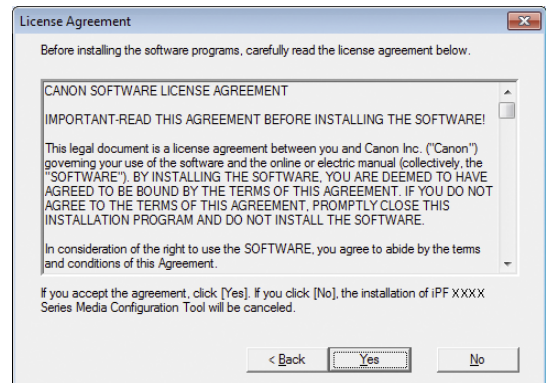 License Agreement
Before installing the software programs, carefully read the license agreement below.
CANON SOFTWARE LICENSE AGREEMENT
IMPORTANT-READ THIS AGREEMENT BEFORE INSTALLING THE SOFTWARE!
This legal document is a license agreement between you and Canon Inc. ("Canon")
governing your use of the software and the online or electric manual (collectively, the
"SOFTWARE"). BY INSTALLING THE SOFTWARE, YOU ARE DEEMED TO HAVE
AGREED TO BE BOUND BY THE TERMS OF THIS AGREEMENT. IF YOU DO NOT
AGREE TO THE TERMS OF THIS AGREEMENT, PROMPTLY CLOSE THIS
INSTALLATION PROGRAM AND DO NOT INSTALL THE SOFTWARE.
In consideration of the right to use the SOFTWARE, you agree to abide by the terms
and conditions of this Agreement.
If you accept the agreement, click [Yes]. If you click [No], the installation of iPF XXXX
Series Media Configuration Tool will be canceled.
< Back Yes No